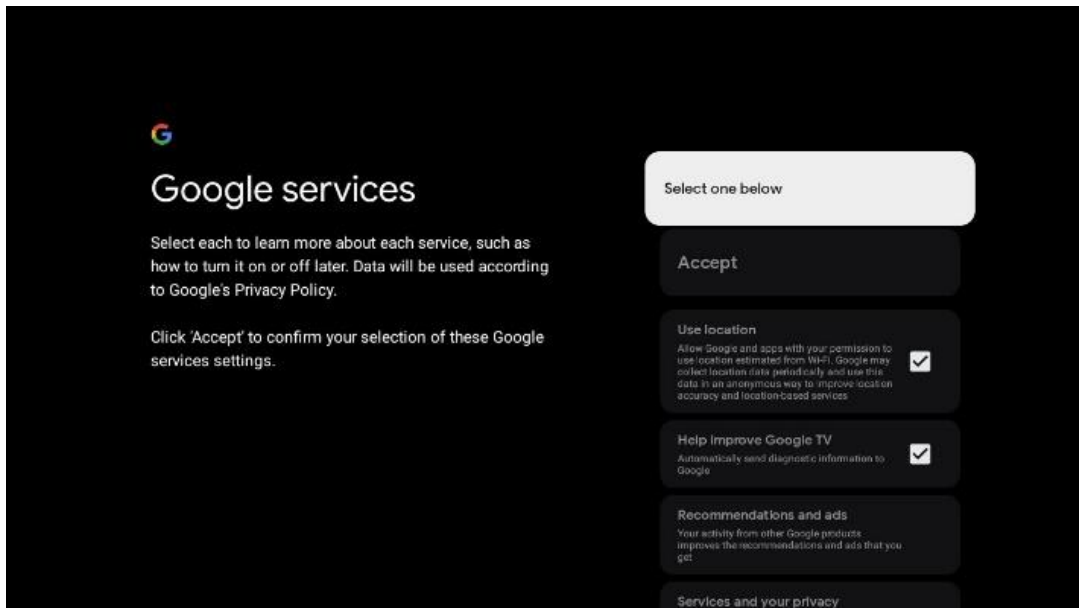 Google services
Select each to learn more about each service, such as
how to turn it on or off later. Data will be used according
to Google's Privacy Policy.
Click 'Accept' to confirm your selection of these Google
services settings.
Select one below
Accept
Use location
Allow Google and apps with your permission to
use location estimated from Wi-Fi. Google may
collect location data periodically and use this
data in an anonymous way to improve location
accuracy and location-based services
Help improve Google TV
Automatically send diagnostic information to
Google
Recommendations and ads
Your activity from other Google products
improves the recommendations and ads that you
get
Services and your privacy